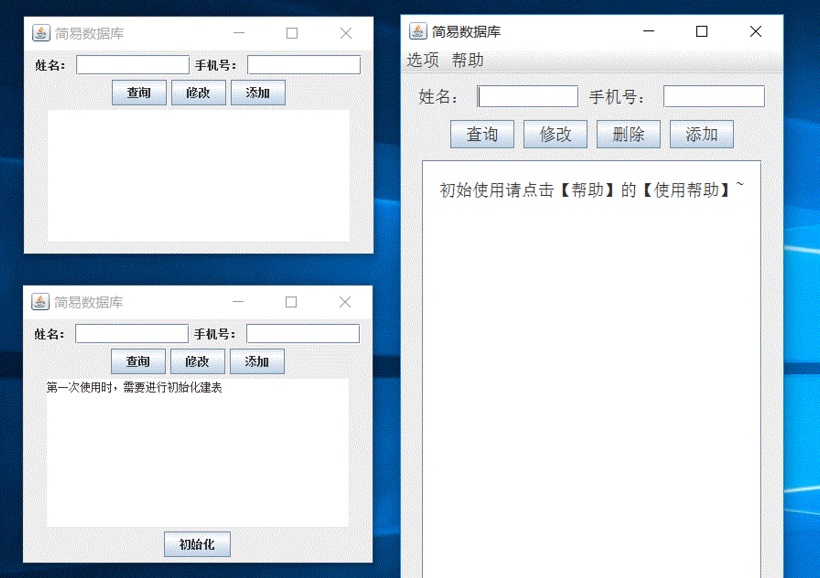 简易数据库
姓名： 手机号：
查询 修改 添加
简易数据库
姓名： 手机号：
查询 修改 添加
第一次使用时，需要进行初始化建表
初始化
简易数据库
选项 帮助
姓名： 手机号：
查询 修改 删除 添加
初始使用请点击【帮助】的【使用帮助】~